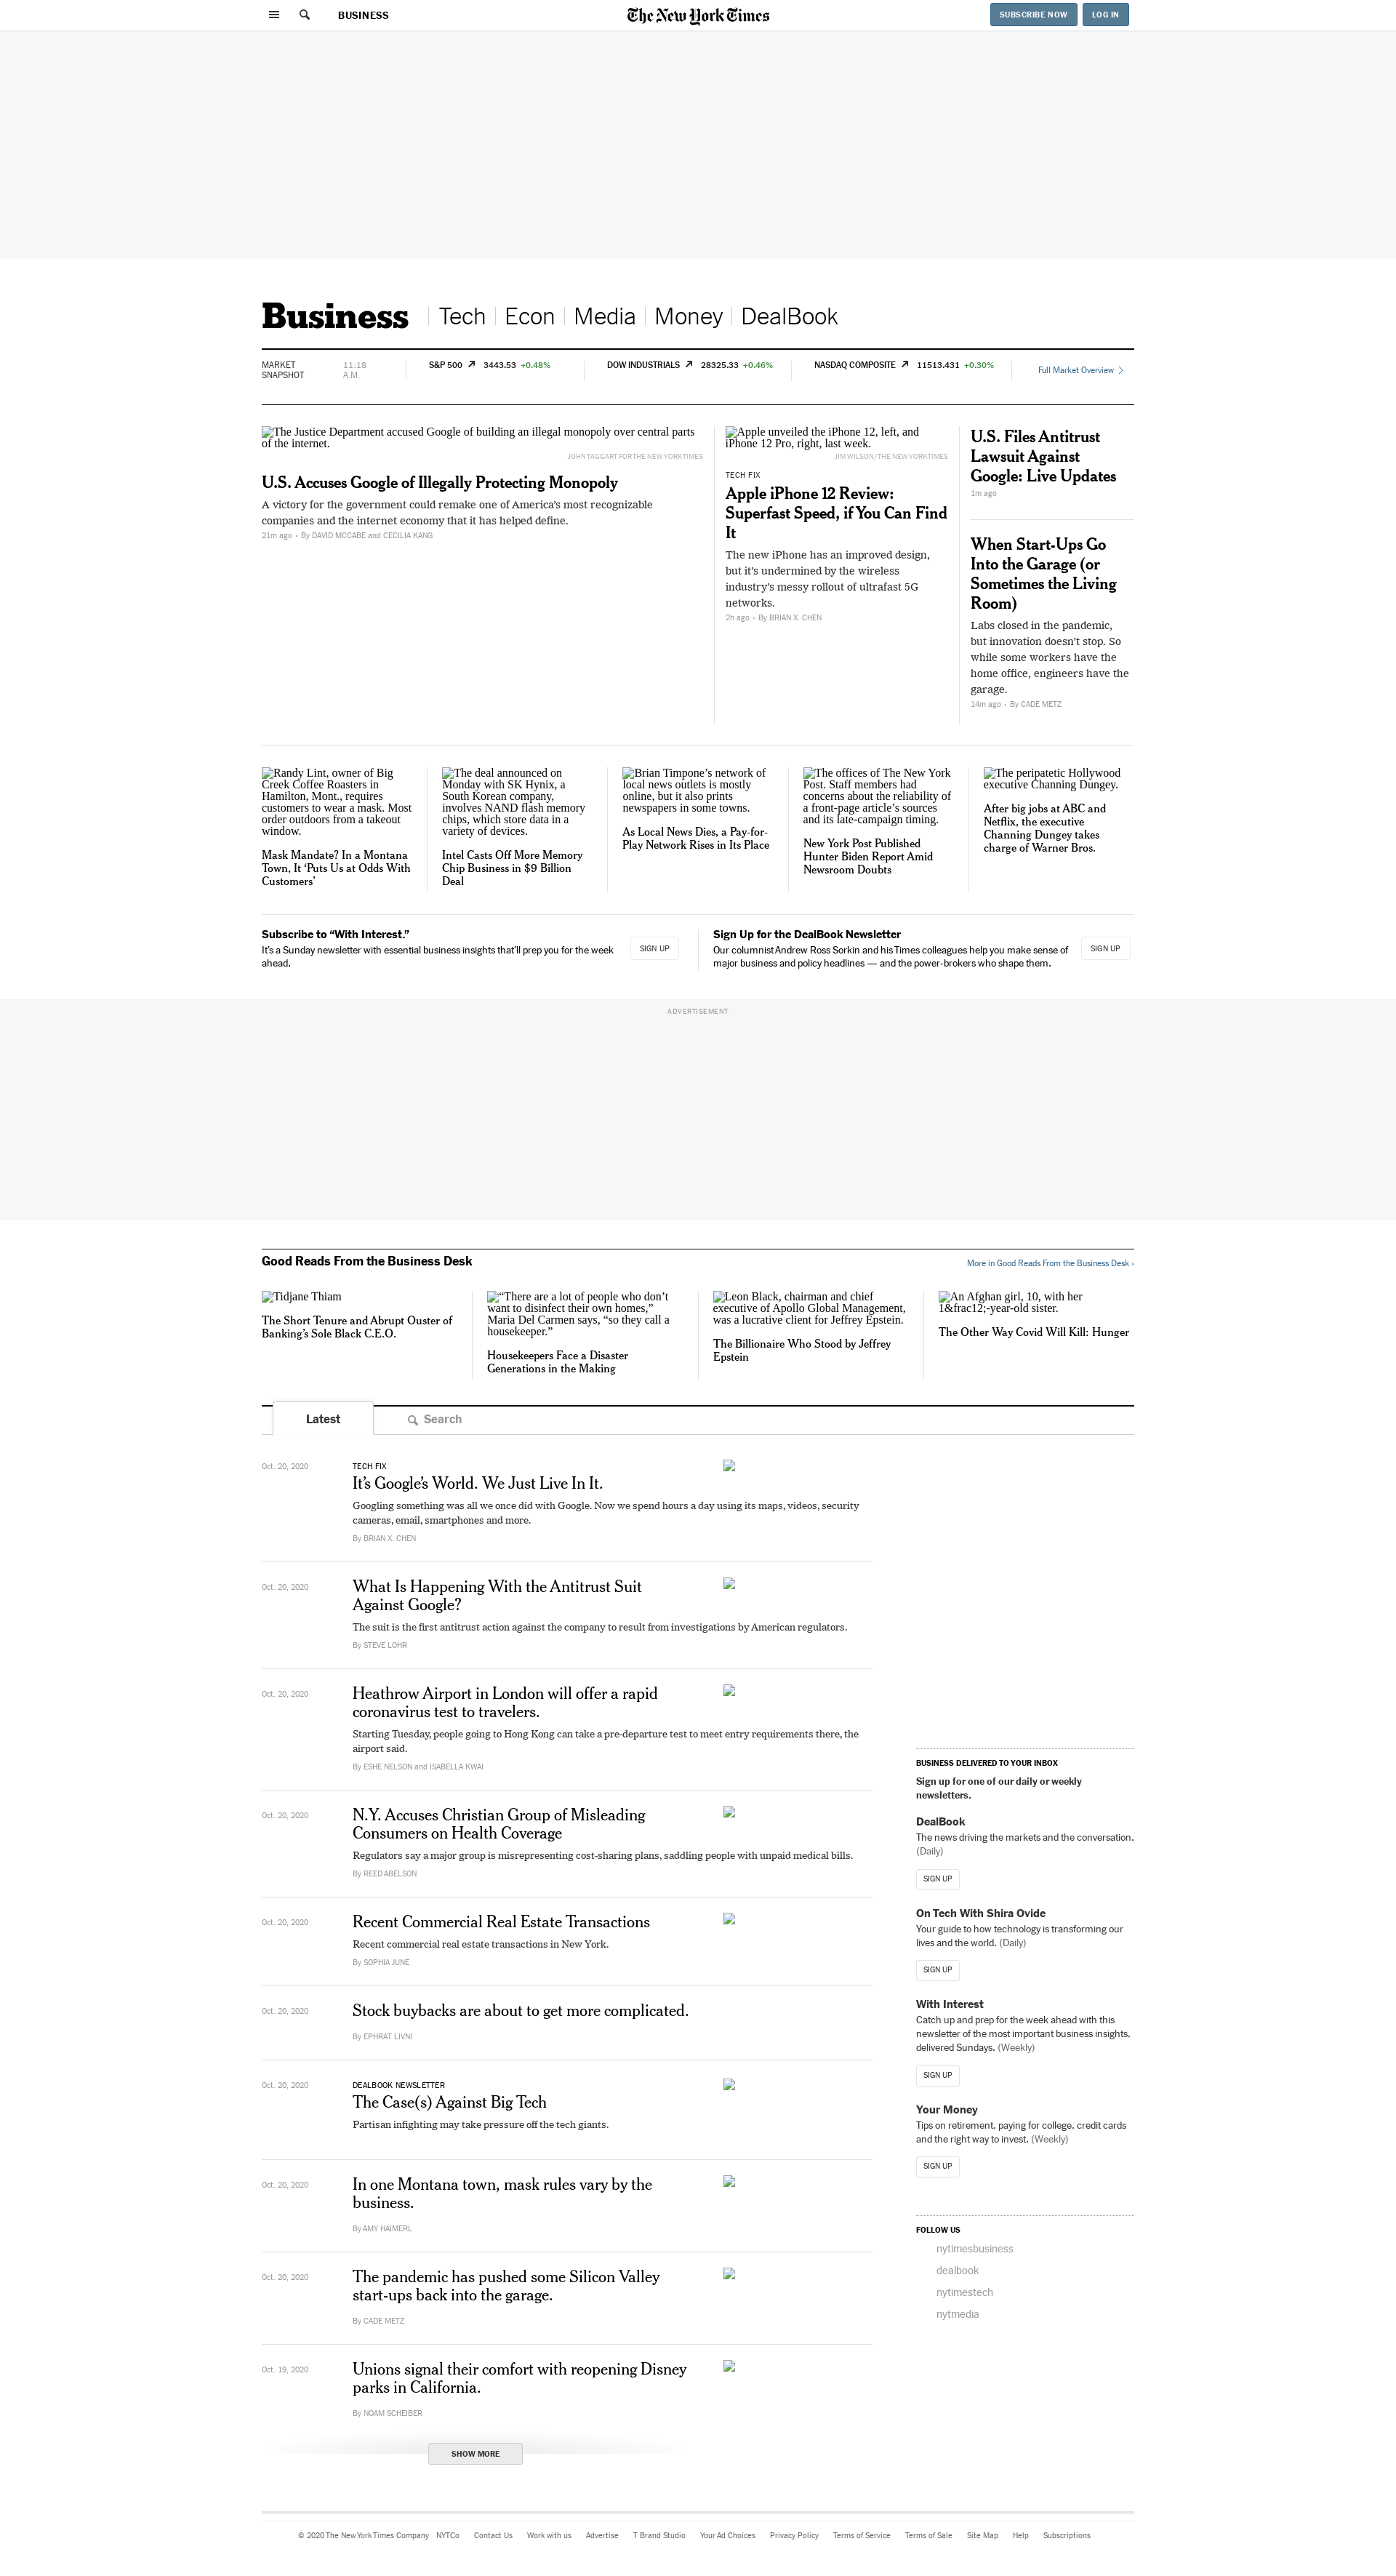 BUSINESS
The New York Times
SUBSCRIBE NOW
LOG IN
Business
Tech
Econ
Media
Money
DealBook
MARKET
SNAPSHOT
11:18
A.M.
S&P 500 3443.53 +0.48%
DOW INDUSTRIALS 28325.33 +0.46%
NASDAQ COMPOSITE 11513.431 +0.30%
Full Market Overview
The Justice Department accused Google of building an illegal monopoly over central parts
of the internet.
JOHN TAGGART FOR THE NEW YORK TIMES
U.S. Accuses Google of Illegally Protecting Monopoly
A victory for the government could remake one of America’s most recognizable
companies and the internet economy that it has helped define.
21m ago • By DAVID MCCABE and CECILIA KANG
Apple unveiled the iPhone 12, left, and
iPhone 12 Pro, right, last week.
JIM WILSON/THE NEW YORK TIMES
TECH FIX
Apple iPhone 12 Review:
Superfast Speed, if You Can Find
It
The new iPhone has an improved design,
but it’s undermined by the wireless
industry’s messy rollout of ultrafast 5G
networks.
2h ago • By BRIAN X. CHEN
U.S. Files Antitrust
Lawsuit Against
Google: Live Updates
1m ago
When Start-Ups Go
Into the Garage (or
Sometimes the Living
Room)
Labs closed in the pandemic,
but innovation doesn’t stop. So
while some workers have the
home office, engineers have the
garage.
14m ago • By CADE METZ
Randy Lint, owner of Big
Creek Coffee Roasters in
Hamilton, Mont., requires
customers to wear a mask. Most
order outdoors from a takeout
window.
Mask Mandate? In a Montana
Town, It ‘Puts Us at Odds With
Customers’
The deal announced on
Monday with SK Hynix, a
South Korean company,
involves NAND flash memory
chips, which store data in a
variety of devices.
Intel Casts Off More Memory
Chip Business in $9 Billion
Deal
Brian Timpone’s network of
local news outlets is mostly
online, but it also prints
newspapers in some towns.
As Local News Dies, a Pay-for-
Play Network Rises in Its Place
The offices of The New York
Post. Staff members had
concerns about the reliability of
a front-page article’s sources
and its late-campaign timing.
New York Post Published
Hunter Biden Report Amid
Newsroom Doubts
The peripatetic Hollywood
executive Channing Dungey.
After big jobs at ABC and
Netflix, the executive
Channing Dungey takes
charge of Warner Bros.
Subscribe to “With Interest.”
It’s a Sunday newsletter with essential business insights that’ll prep you for the week
ahead.
SIGN UP
Sign Up for the DealBook Newsletter
Our columnist Andrew Ross Sorkin and his Times colleagues help you make sense of
major business and policy headlines — and the power-brokers who shape them.
SIGN UP
ADVERTISEMENT
Good Reads From the Business Desk
More in Good Reads From the Business Desk ›
Tidjane Thiam
The Short Tenure and Abrupt Ouster of
Banking’s Sole Black C.E.O.
“There are a lot of people who don’t
want to disinfect their own homes,”
Maria Del Carmen says, “so they call a
housekeeper.”
Housekeepers Face a Disaster
Generations in the Making
Leon Black, chairman and chief
executive of Apollo Global Management,
was a lucrative client for Jeffrey Epstein.
The Billionaire Who Stood by Jeffrey
Epstein
An Afghan girl, 10, with her
1&frac12;-year-old sister.
The Other Way Covid Will Kill: Hunger
Latest
Search
Oct. 20, 2020
TECH FIX
It’s Google’s World. We Just Live In It.
Googling something was all we once did with Google. Now we spend hours a day using its maps, videos, security
cameras, email, smartphones and more.
By BRIAN X. CHEN
Oct. 20, 2020
What Is Happening With the Antitrust Suit
Against Google?
The suit is the first antitrust action against the company to result from investigations by American regulators.
By STEVE LOHR
Oct. 20, 2020
Heathrow Airport in London will offer a rapid
coronavirus test to travelers.
Starting Tuesday, people going to Hong Kong can take a pre-departure test to meet entry requirements there, the
airport said.
By ESHE NELSON and ISABELLA KWAI
Oct. 20, 2020
N.Y. Accuses Christian Group of Misleading
Consumers on Health Coverage
Regulators say a major group is misrepresenting cost-sharing plans, saddling people with unpaid medical bills.
By REED ABELSON
Oct. 20, 2020
Recent Commercial Real Estate Transactions
Recent commercial real estate transactions in New York.
By SOPHIA JUNE
Oct. 20, 2020
Stock buybacks are about to get more complicated.
By EPHRAT LIVNI
Oct. 20, 2020
DEALBOOK NEWSLETTER
The Case(s) Against Big Tech
Partisan infighting may take pressure off the tech giants.
Oct. 20, 2020
In one Montana town, mask rules vary by the
business.
By AMY HAIMERL
Oct. 20, 2020
The pandemic has pushed some Silicon Valley
start-ups back into the garage.
By CADE METZ
Oct. 19, 2020
Unions signal their comfort with reopening Disney
parks in California.
By NOAM SCHEIBER
SHOW MORE
BUSINESS DELIVERED TO YOUR INBOX
Sign up for one of our daily or weekly
newsletters.
DealBook
The news driving the markets and the conversation.
(Daily)
SIGN UP
On Tech With Shira Ovide
Your guide to how technology is transforming our
lives and the world. (Daily)
SIGN UP
With Interest
Catch up and prep for the week ahead with this
newsletter of the most important business insights,
delivered Sundays. (Weekly)
SIGN UP
Your Money
Tips on retirement, paying for college, credit cards
and the right way to invest. (Weekly)
SIGN UP
FOLLOW US
nytimesbusiness
dealbook
nytimestech
nytmedia
© 2020 The New York Times Company NYTCo Contact Us Work with us Advertise T Brand Studio Your Ad Choices Privacy Policy Terms of Service Terms of Sale Site Map Help Subscriptions